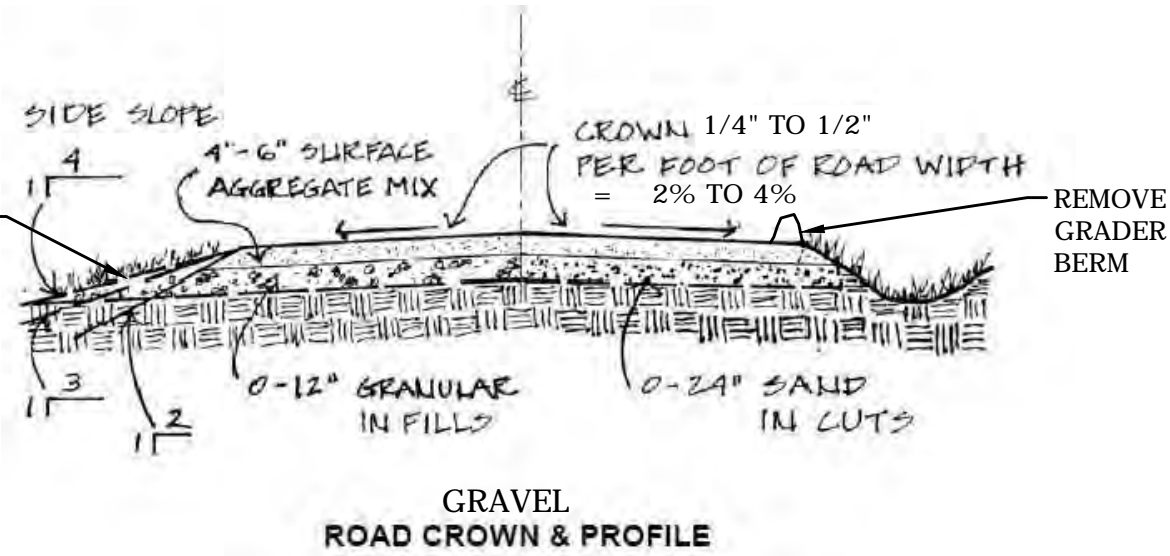 SIDE SLOPE
4
1
4"-6" SURFACE
AGGREGATE MIX
℄
CROWN 1/4" TO 1/2"
PER FOOT OF ROAD WIDTH
= 2% TO 4%
REMOVE
GRADER
BERM
3
1
2
1
0-12" GRANULAR
IN FILLS
0-24" SAND
IN CUTS
GRAVEL
ROAD CROWN & PROFILE